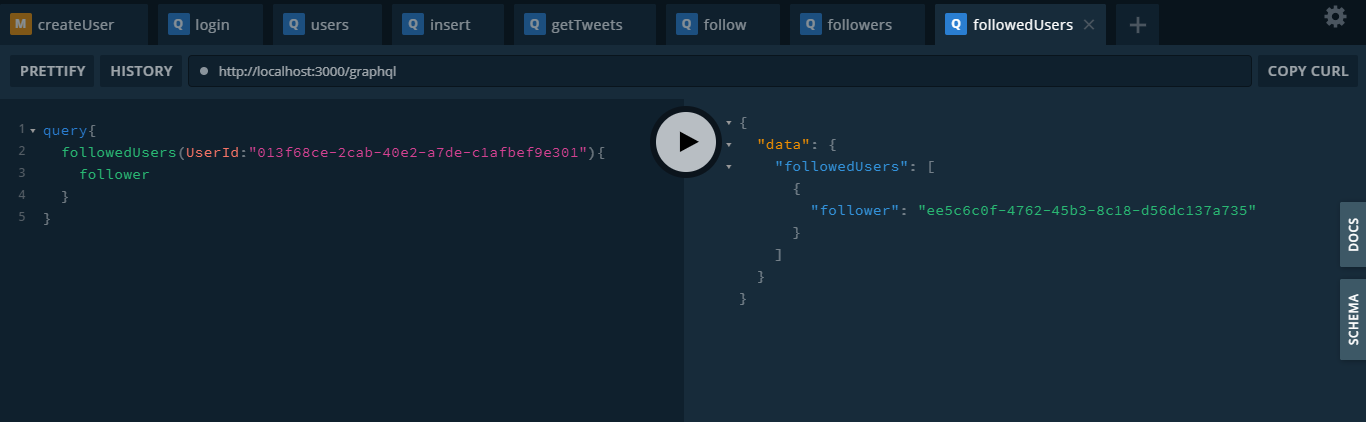 M createUser Q login Q users Q insert Q getTweets Q follow Q followers Q followedUsers
PRETTIFY HISTORY http://localhost:3000/graphql COPY CURL
1 query{
2 followedUsers(UserId:"013f68ce-2cab-40e2-a7de-c1afbef9e301"){
3 follower
4 }
5 }
{
"data": {
"followedUsers": [
{
"follower": "ee5c6c0f-4762-45b3-8c18-d56dc137a735"
}
]
}
}
DOCS
SCHEMA